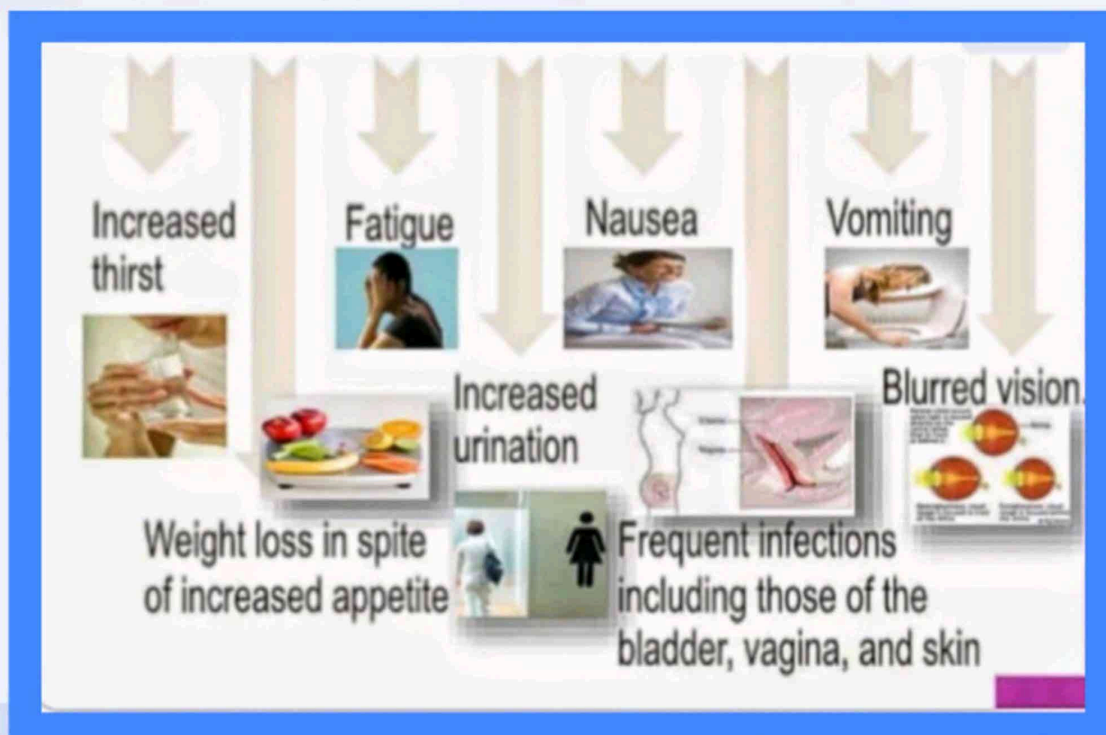 Increased
thirst
Fatigue
Nausea
Vomiting
Increased
urination
Blurred vision.
Weight loss in spite
of increased appetite
Frequent infections
including those of the
bladder, vagina, and skin